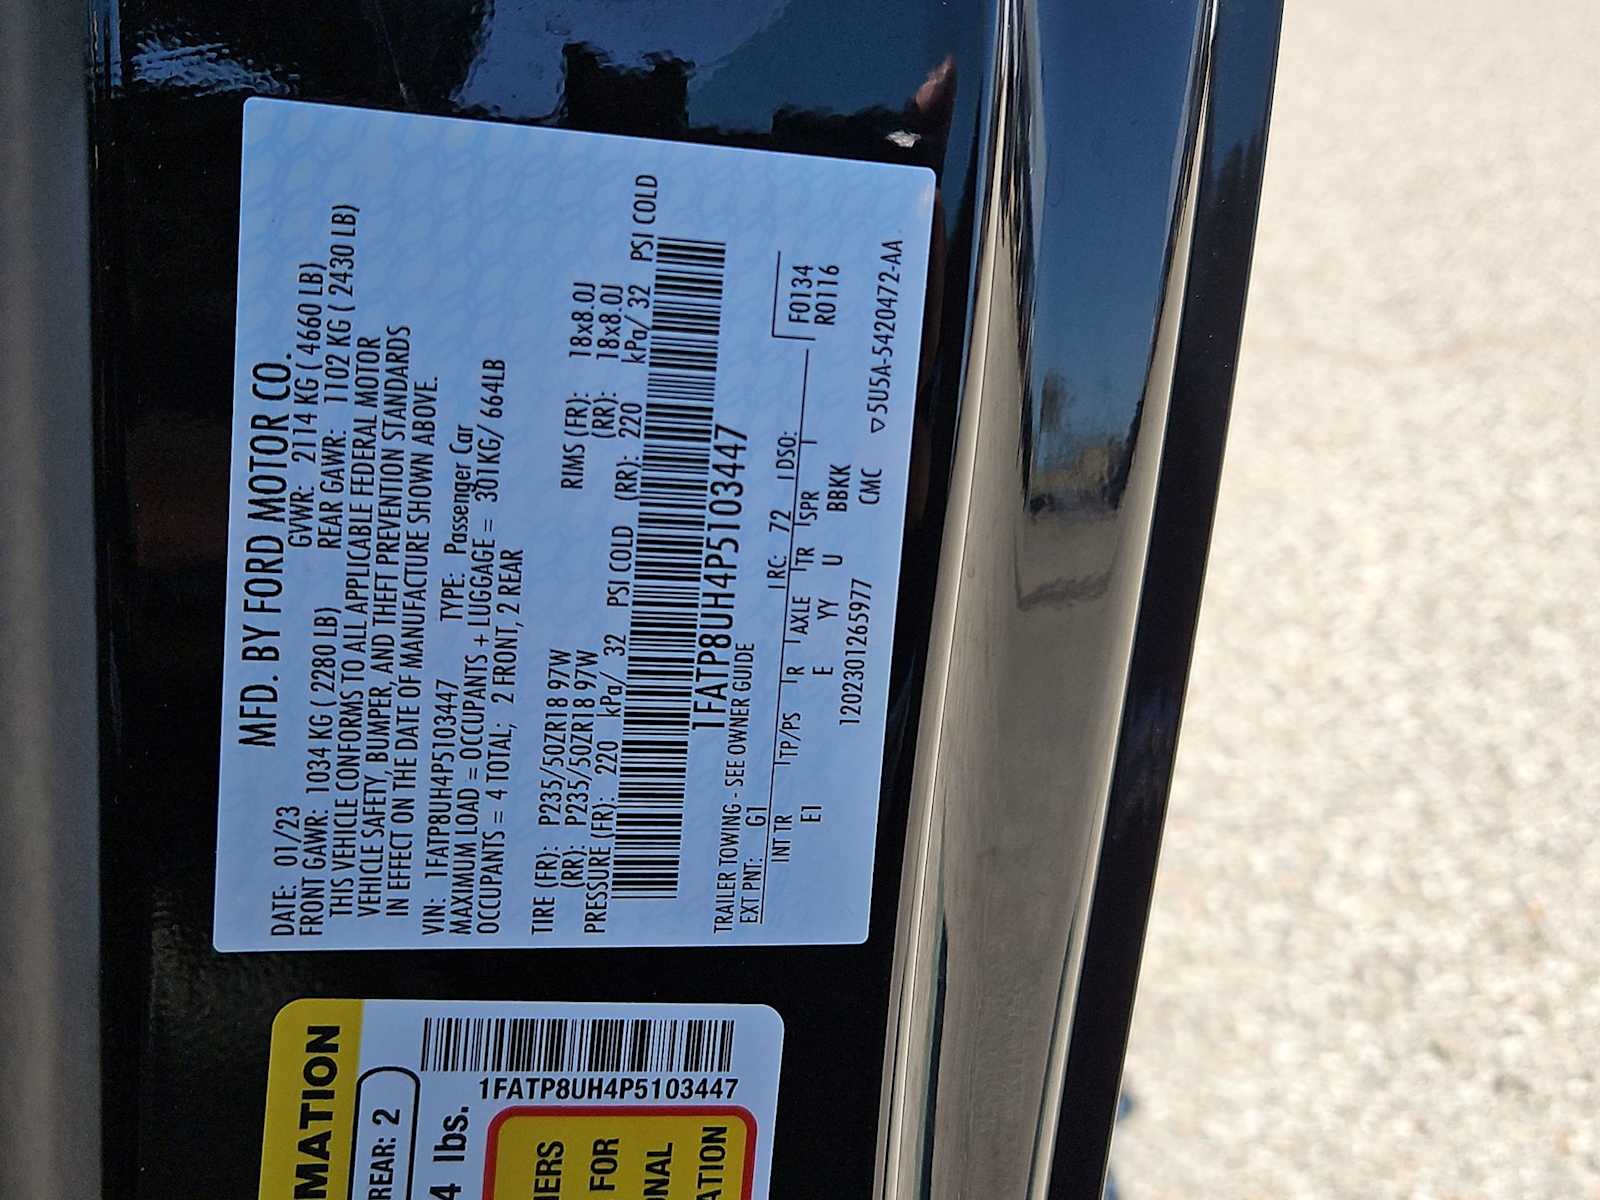 MFD. BY FORD MOTOR CO.
DATE: 01/23 GVWR: 2114 KG ( 4660 LB)
FRONT GAWR: 1034 KG ( 2280 LB) REAR GAWR: 1102 KG ( 2430 LB)
THIS VEHICLE CONFORMS TO ALL APPLICABLE FEDERAL MOTOR
VEHICLE SAFETY, BUMPER, AND THEFT PREVENTION STANDARDS
IN EFFECT ON THE DATE OF MANUFACTURE SHOWN ABOVE.
VIN: 1FATP8UH4P5103447 TYPE: Passenger Car
MAXIMUM LOAD = OCCUPANTS + LUGGAGE = 301KG/ 664LB
OCCUPANTS = 4 TOTAL; 2 FRONT, 2 REAR
TIRE (FR): P235/50ZR18 97W RIMS (FR): 18x8.0J
(RR): P235/50ZR18 97W (RR): 18x8.0J
PRESSURE (FR): 220 kPa/ 32 PSI COLD (RR): 220 kPa/ 32 PSI COLD
1FATP8UH4P5103447
TRAILER TOWING - SEE OWNER GUIDE
EXT PNT: G1 RC: 72 DSO: F0134
INT TR TP/PS R AXLE TR SPR R0116
E1 E YY U BBKK
1202301265977 CMC ▽5U5A-5420472-AA
MATION
REAR: 2
4 lbs.
1FATP8UH4P5103447
IERS
FOR
NAL
ATION